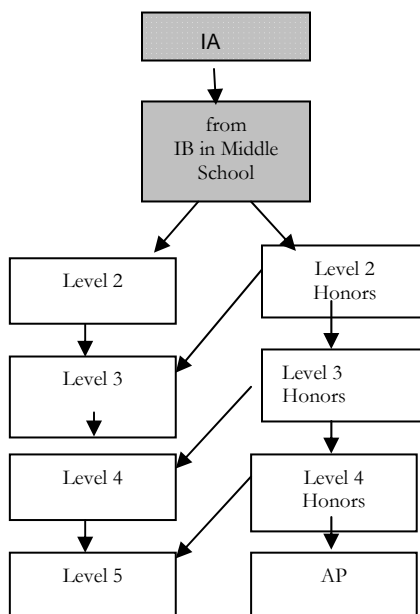 IA
from
IB in Middle
School
Level 2
Level 2
Honors
Level 3
Level 3
Honors
Level 4
Level 4
Honors
Level 5
AP